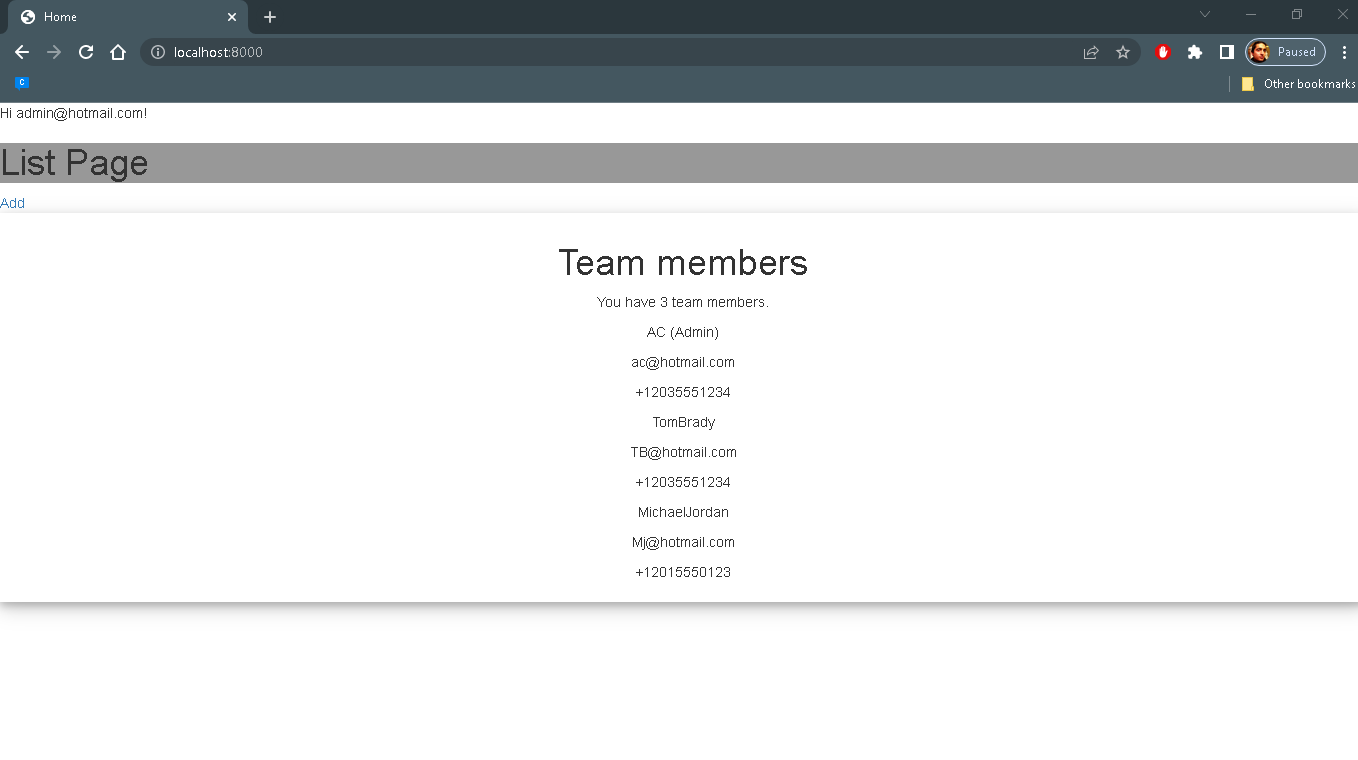 Home
localhost:8000
Paused
C
Other bookmarks
Hi admin@hotmail.com!
List Page
Add
Team members
You have 3 team members.
AC (Admin)
ac@hotmail.com
+12035551234
TomBrady
TB@hotmail.com
+12035551234
MichaelJordan
Mj@hotmail.com
+12015550123